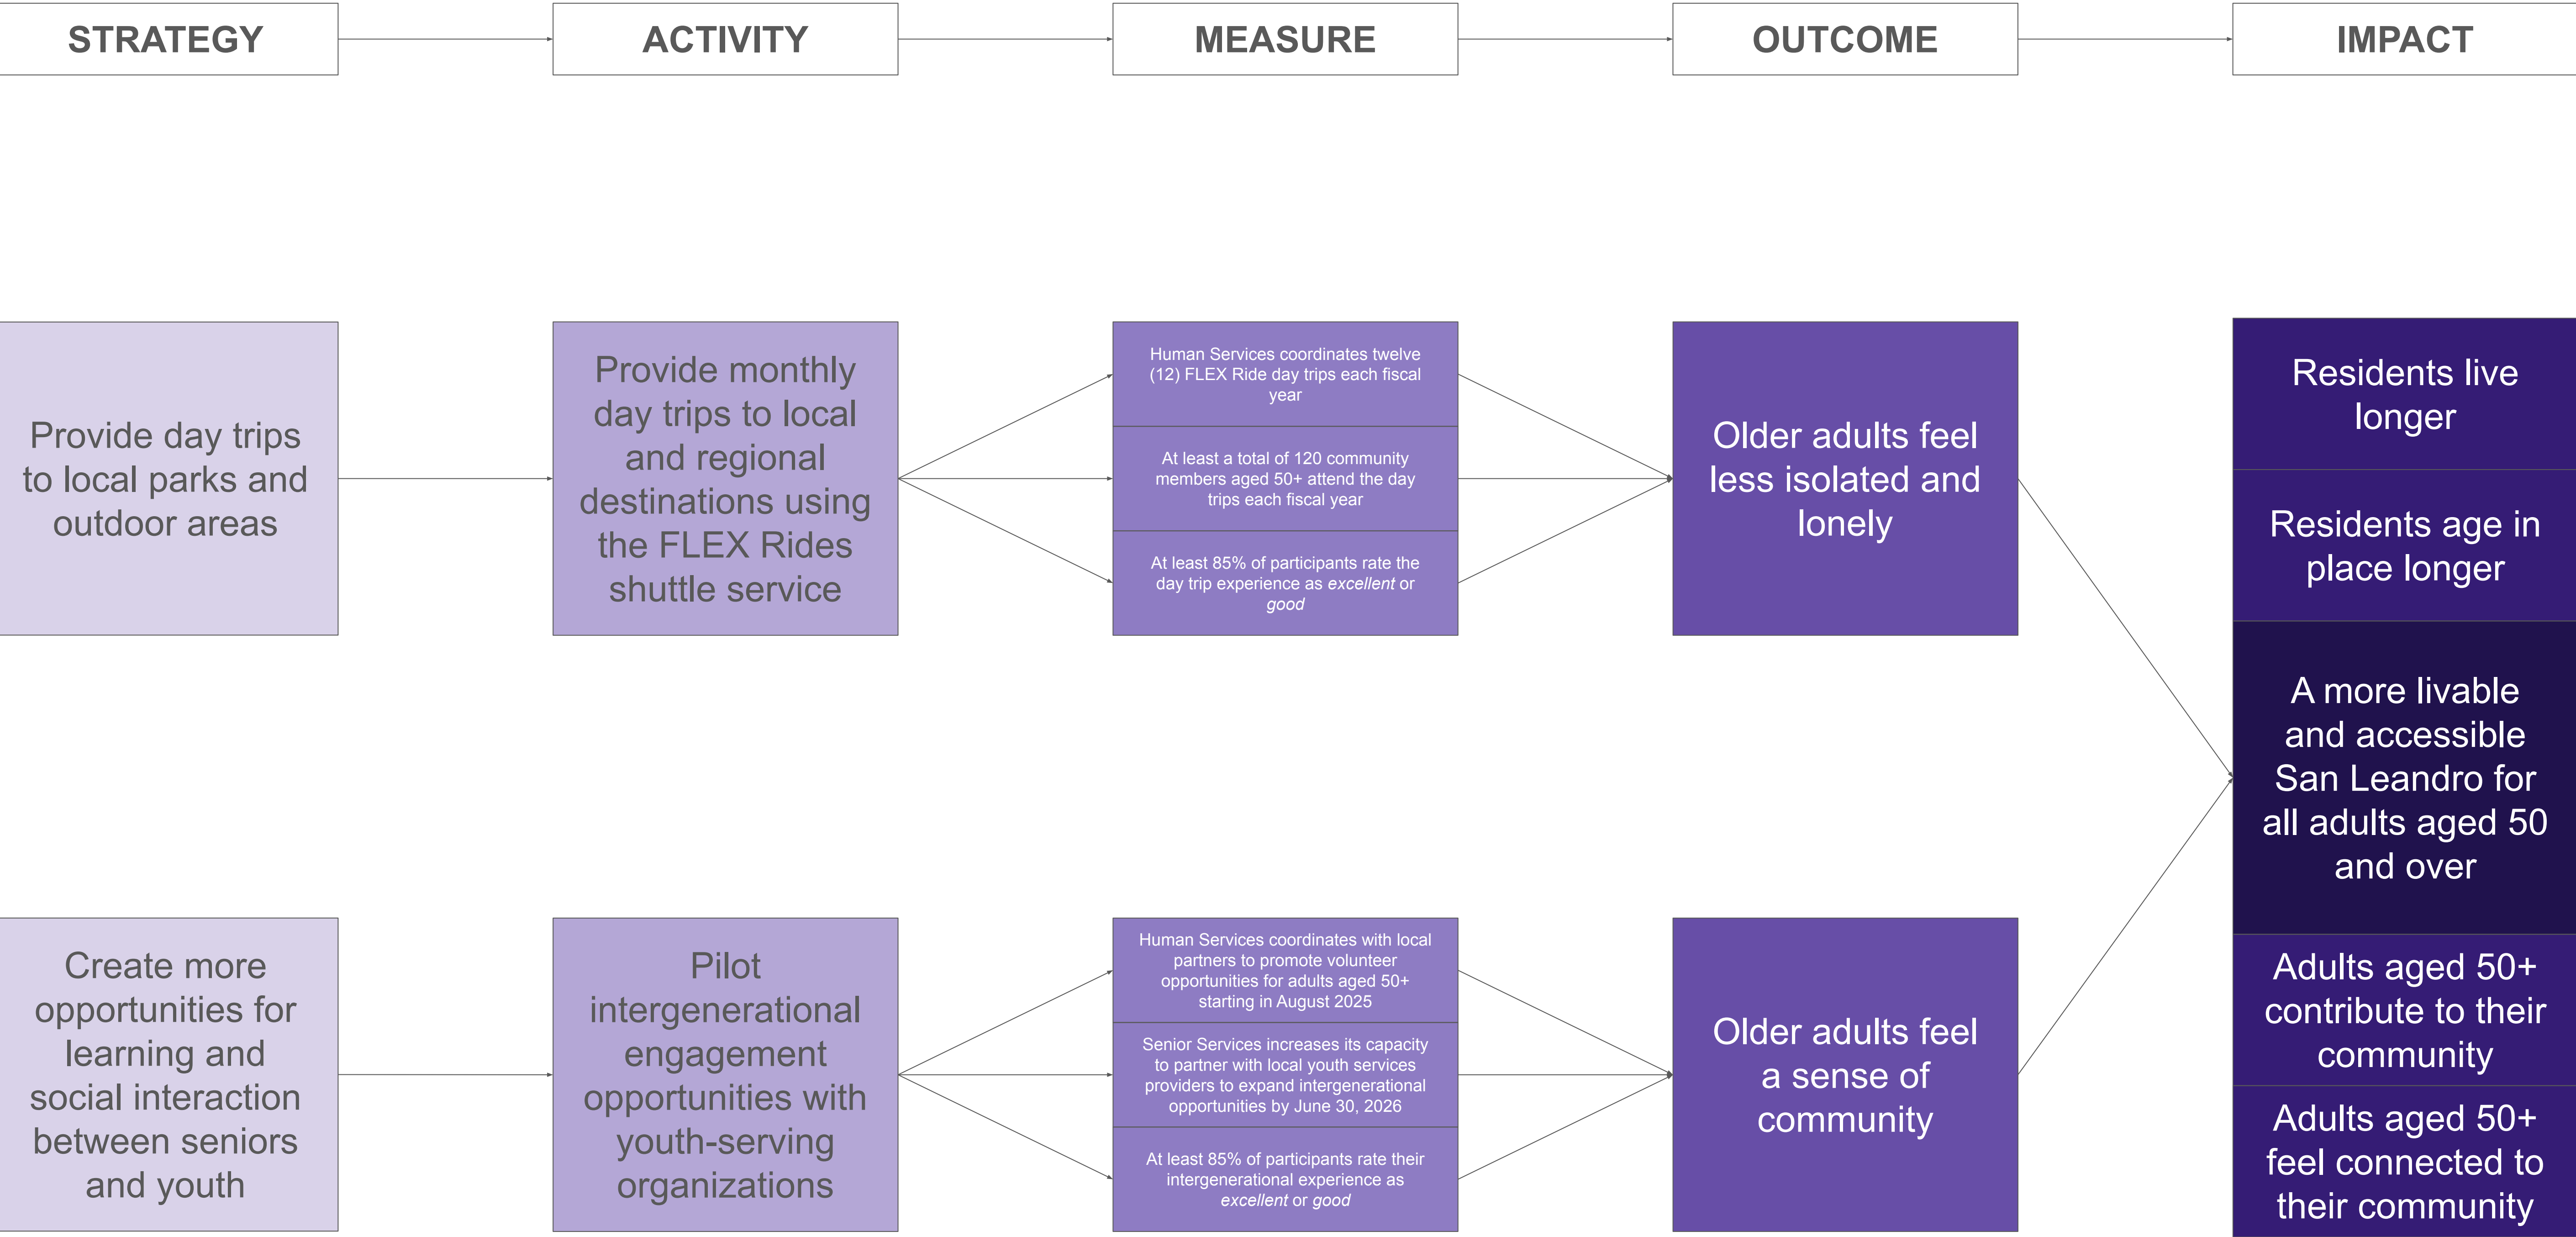 STRATEGY
ACTIVITY
MEASURE
OUTCOME
IMPACT
Provide day trips
to local parks and
outdoor areas
Provide monthly
day trips to local
and regional
destinations using
the FLEX Rides
shuttle service
Human Services coordinates twelve
(12) FLEX Ride day trips each fiscal
year
At least a total of 120 community
members aged 50+ attend the day
trips each fiscal year
At least 85% of participants rate the
day trip experience as excellent or
good
Older adults feel
less isolated and
lonely
Create more
opportunities for
learning and
social interaction
between seniors
and youth
Pilot
intergenerational
engagement
opportunities with
youth-serving
organizations
Human Services coordinates with local
partners to promote volunteer
opportunities for adults aged 50+
starting in August 2025
Senior Services increases its capacity
to partner with local youth services
providers to expand intergenerational
opportunities by June 30, 2026
At least 85% of participants rate their
intergenerational experience as
excellent or good
Older adults feel
a sense of
community
Residents live
longer
Residents age in
place longer
A more livable
and accessible
San Leandro for
all adults aged 50
and over
Adults aged 50+
contribute to their
community
Adults aged 50+
feel connected to
their community